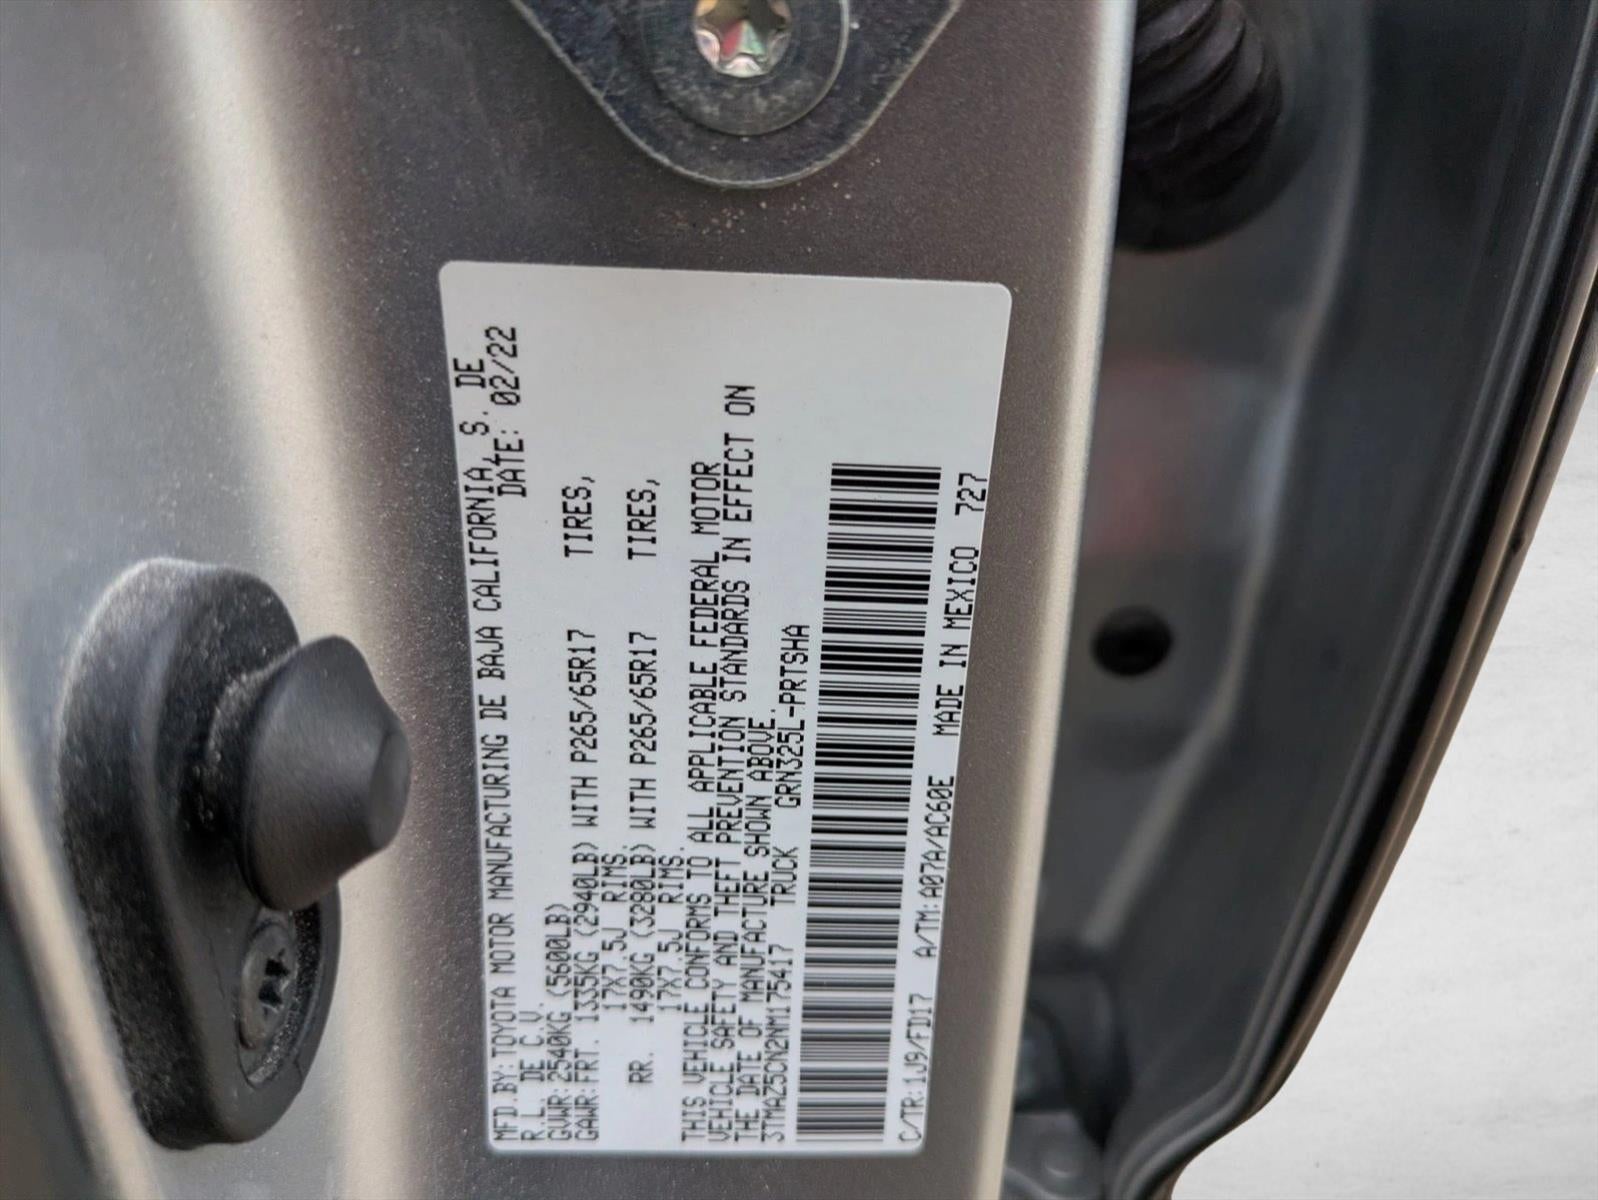 MFD.BY:TOYOTA MOTOR MANUFACTURING DE BAJA CALIFORNIA,S. DE
R.L. DE C.V. DATE: 02/22
GVWR:2540KG (5600LB)
GAWR:FRT. 1335KG (2940LB) WITH P265/65R17 TIRES,
17X7.5J RIMS.
RR. 1490KG (3280LB) WITH P265/65R17 TIRES,
17X7.5J RIMS.
THIS VEHICLE CONFORMS TO ALL APPLICABLE FEDERAL MOTOR
VEHICLE SAFETY AND THEFT PREVENTION STANDARDS IN EFFECT ON
THE DATE OF MANUFACTURE SHOWN ABOVE.
3TMAZ5CN2NM175417 TRUCK GRN325L-PRTSHA
C/TR:1J9/FD17 A/TM:A07A/AC60E MADE IN MEXICO 727